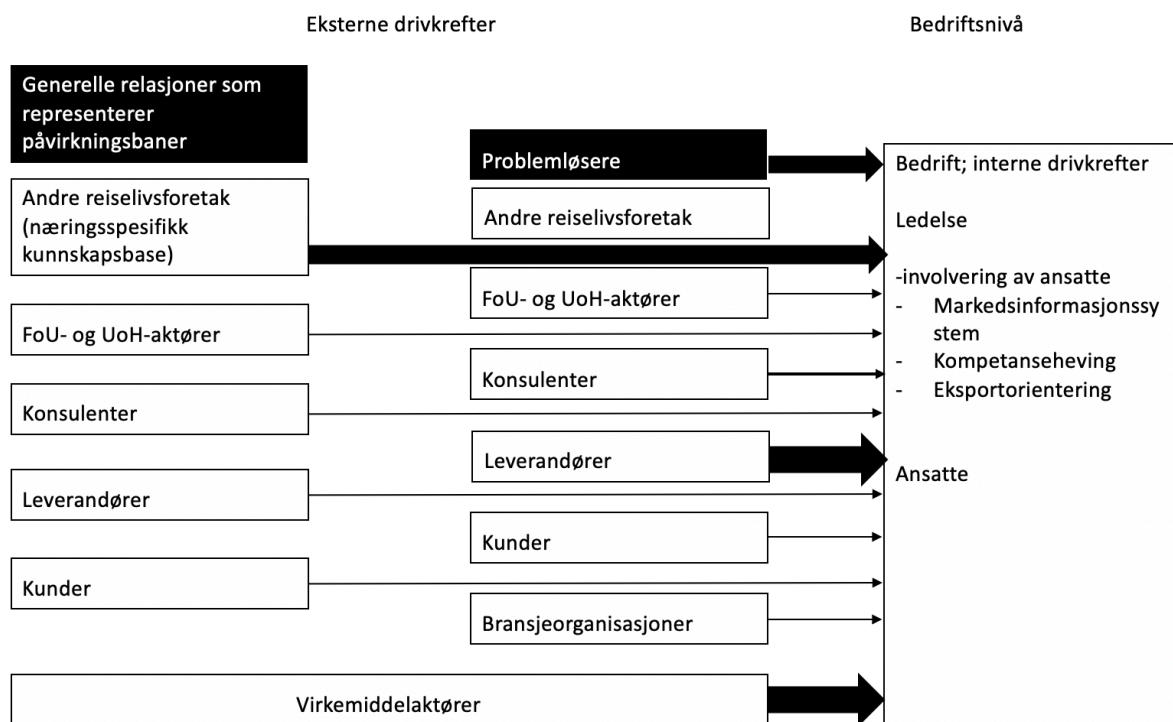 Eksterne drivkrefter
Bedriftsnivå
Generelle relasjoner som
representerer
påvirkningsbaner
Andre reiselivsforetak
(næringsspesifikk
kunnskapsbase)
FoU- og UoH-aktører
Konsulenter
Leverandører
Kunder
Problemløsere
Andre reiselivsforetak
FoU- og UoH-aktører
Konsulenter
Leverandører
Kunder
Bransjeorganisasjoner
Virkemiddelaktører
Bedrift; interne drivkrefter
Ledelse
-involvering av ansatte
- Markedsinformasjonssy
stem
- Kompetanseheving
- Eksportorientering
Ansatte